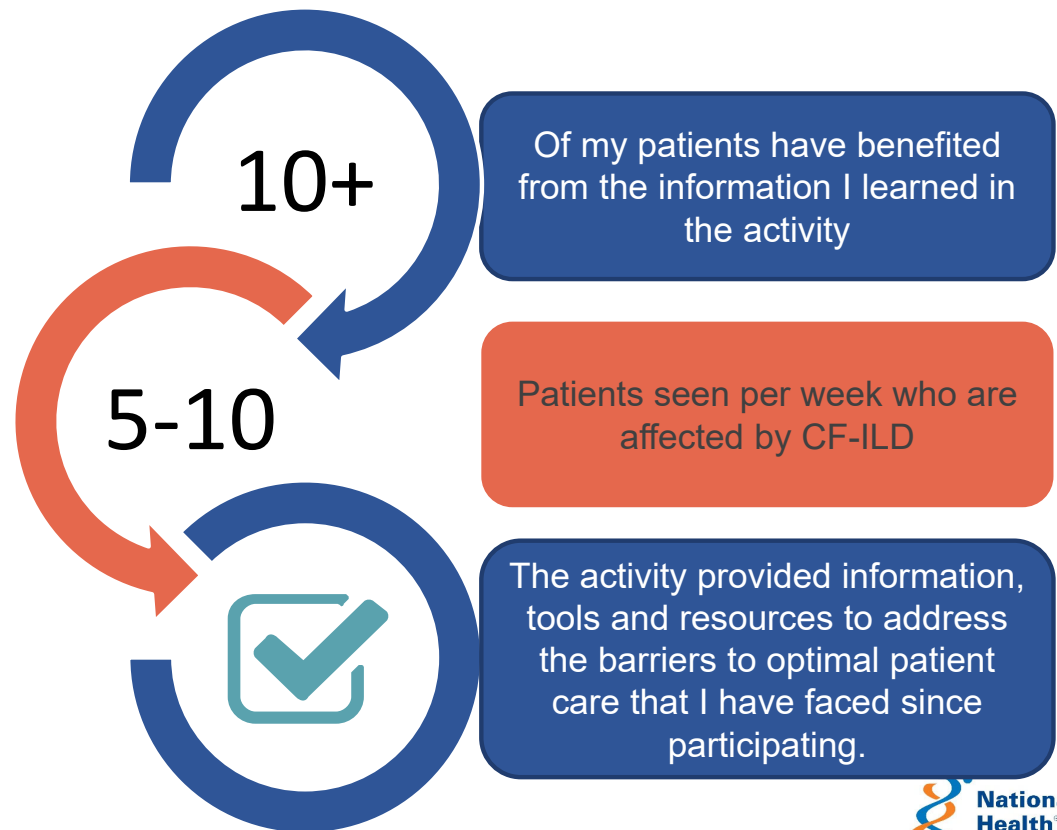 10+
Of my patients have benefited
from the information I learned in
the activity
5-10
Patients seen per week who are
affected by CF-ILD
The activity provided information,
tools and resources to address
the barriers to optimal patient
care that I have faced since
participating.
Health